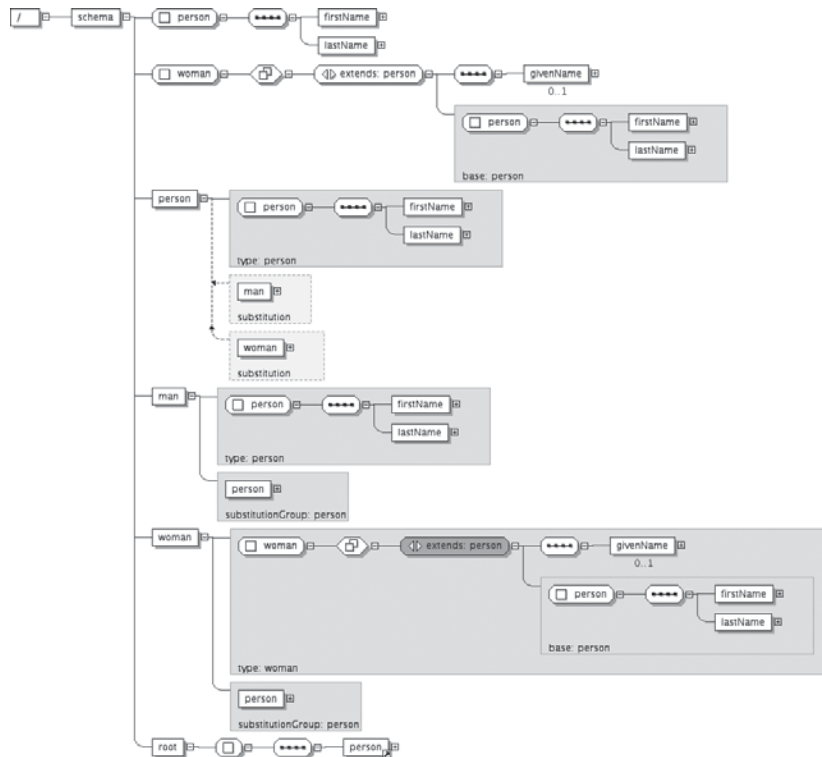 / schema person firstName
lastName
woman extends: person givenName
0..1
person firstName
lastName
base: person
person person firstName
lastName
type: person
man
substitution
woman
substitution
man person firstName
lastName
type: person
person
substitutionGroup: person
woman woman extends: person givenName
0..1
person firstName
lastName
base: person
type: woman
person
substitutionGroup: person
root person